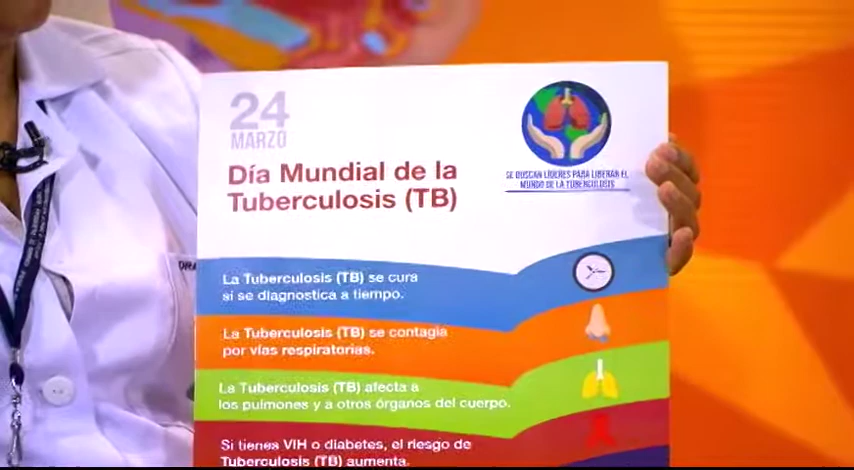 24
MARZO
Día Mundial de la
Tuberculosis (TB)
SE BUSCAN LÍDERES PARA LIBERAR EL
MUNDO DE LA TUBERCULOSIS
La Tuberculosis (TB) se cura
si se diagnostica a tiempo.
La Tuberculosis (TB) se contagia
por vías respiratorias.
La Tuberculosis (TB) afecta a
los pulmones y a otros órganos del cuerpo.
Si tienes VIH o diabetes, el riesgo de
Tuberculosis (TB) aumenta.